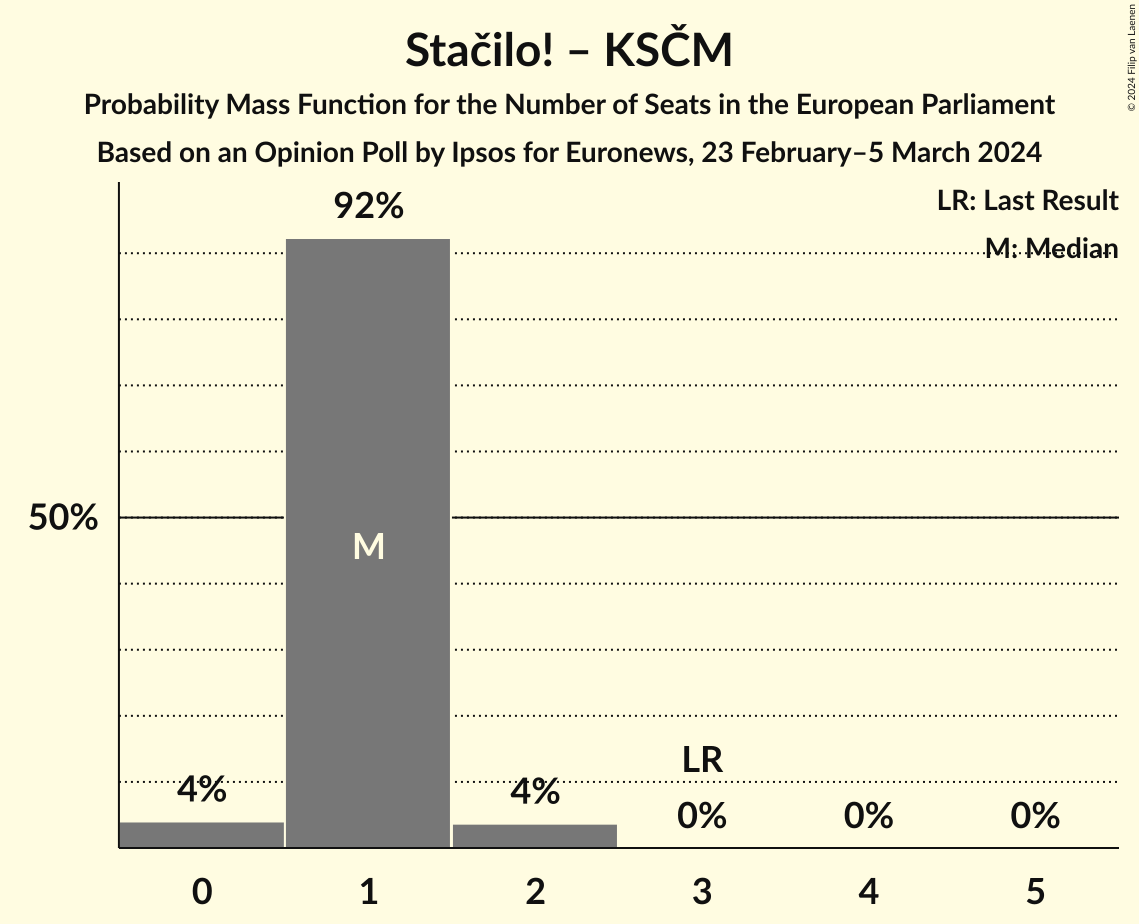 Stačilo! – KSČM
Probability Mass Function for the Number of Seats in the European Parliament
Based on an Opinion Poll by Ipsos for Euronews, 23 February–5 March 2024
© 2024 Filip van Laenen
LR: Last Result
M: Median
92%
50%
M
4%
4%
LR
0%
0%
0%
0
1
2
3
4
5